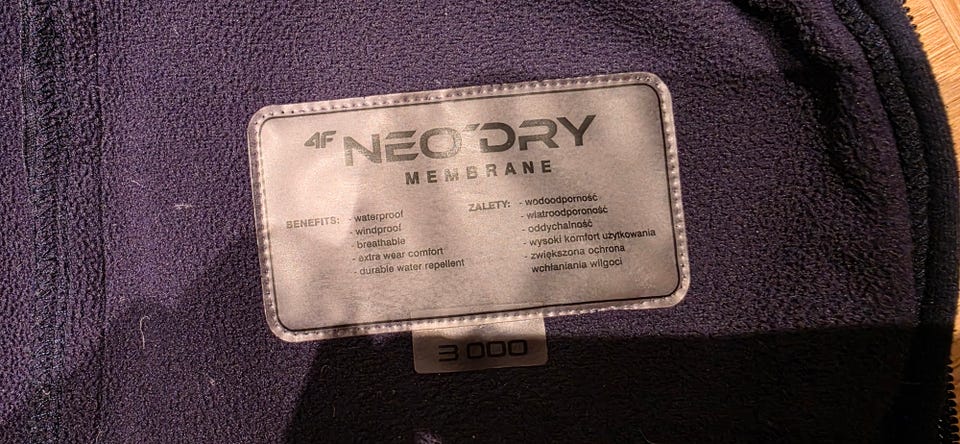 4F NEO'DRY
MEMBRANE
BENEFITS: - waterproof
- windproof
- breathable
- extra wear comfort
- durable water repellent
ZALETY: - wodoodporność
- wiatroodporoność
- oddychalność
- wysoki komfort użytkowania
- zwiększona ochrona
wchłaniania wilgoci
3 000